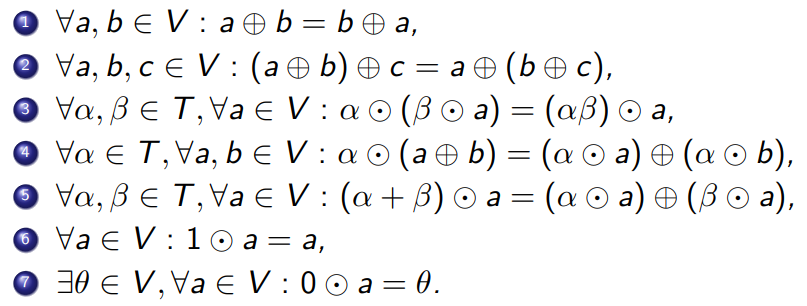 1 ∀a, b ∈ V : a ⊕ b = b ⊕ a,
2 ∀a, b, c ∈ V : (a ⊕ b) ⊕ c = a ⊕ (b ⊕ c),
3 ∀α, β ∈ T, ∀a ∈ V : α ⊙ (β ⊙ a) = (αβ) ⊙ a,
4 ∀α ∈ T, ∀a, b ∈ V : α ⊙ (a ⊕ b) = (α ⊙ a) ⊕ (α ⊙ b),
5 ∀α, β ∈ T, ∀a ∈ V : (α + β) ⊙ a = (α ⊙ a) ⊕ (β ⊙ a),
6 ∀a ∈ V : 1 ⊙ a = a,
7 ∃θ ∈ V, ∀a ∈ V : 0 ⊙ a = θ.